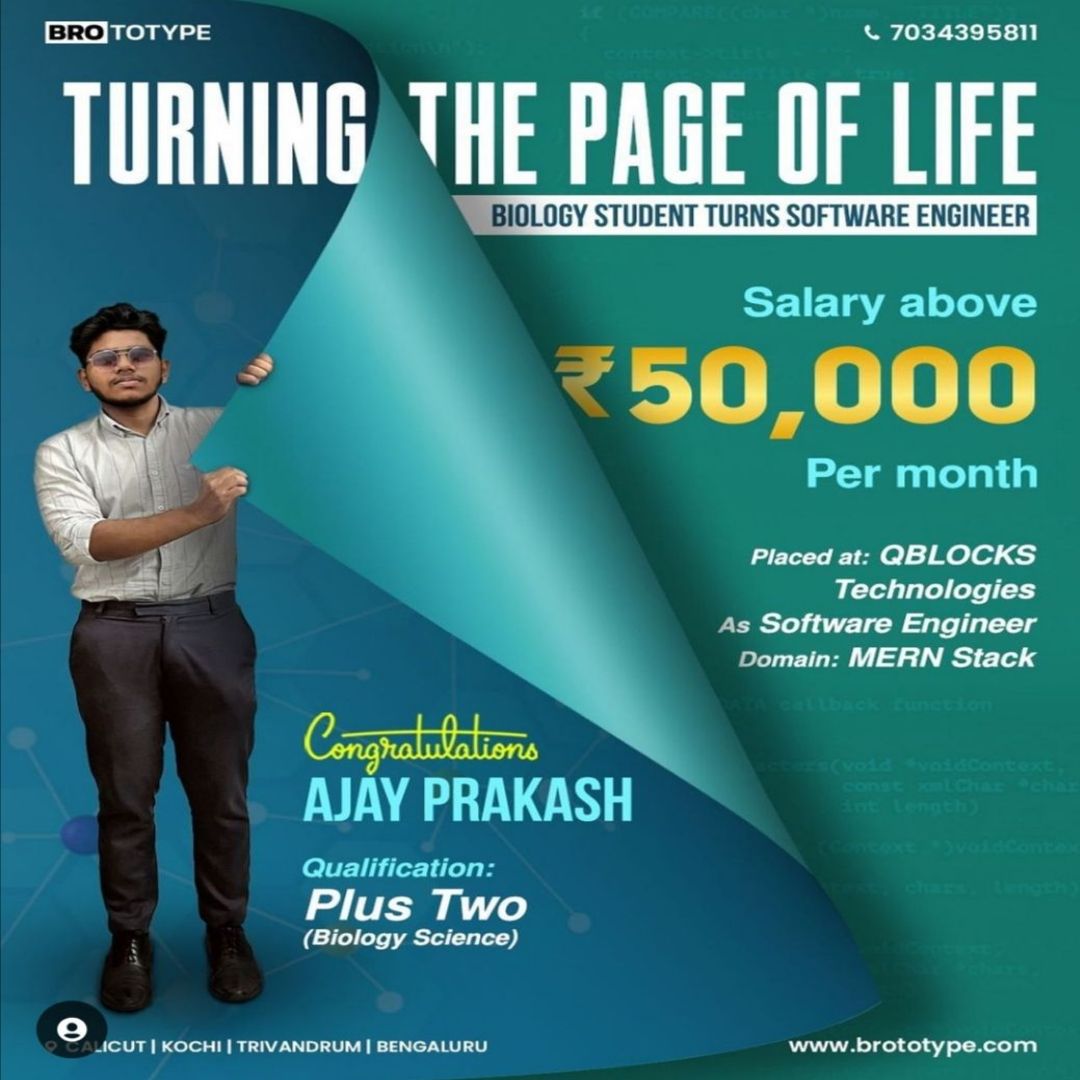 BROTOTYPE
7034395811
TURNING THE PAGE OF LIFE
BIOLOGY STUDENT TURNS SOFTWARE ENGINEER
Salary above
₹50,000
Per month
Placed at: QBLOCKS
Technologies
As Software Engineer
Domain: MERN Stack
Congratulations
AJAY PRAKASH
Qualification:
Plus Two
(Biology Science)
CALICUT | KOCHI | TRIVANDRUM | BENGALURU
www.brototype.com